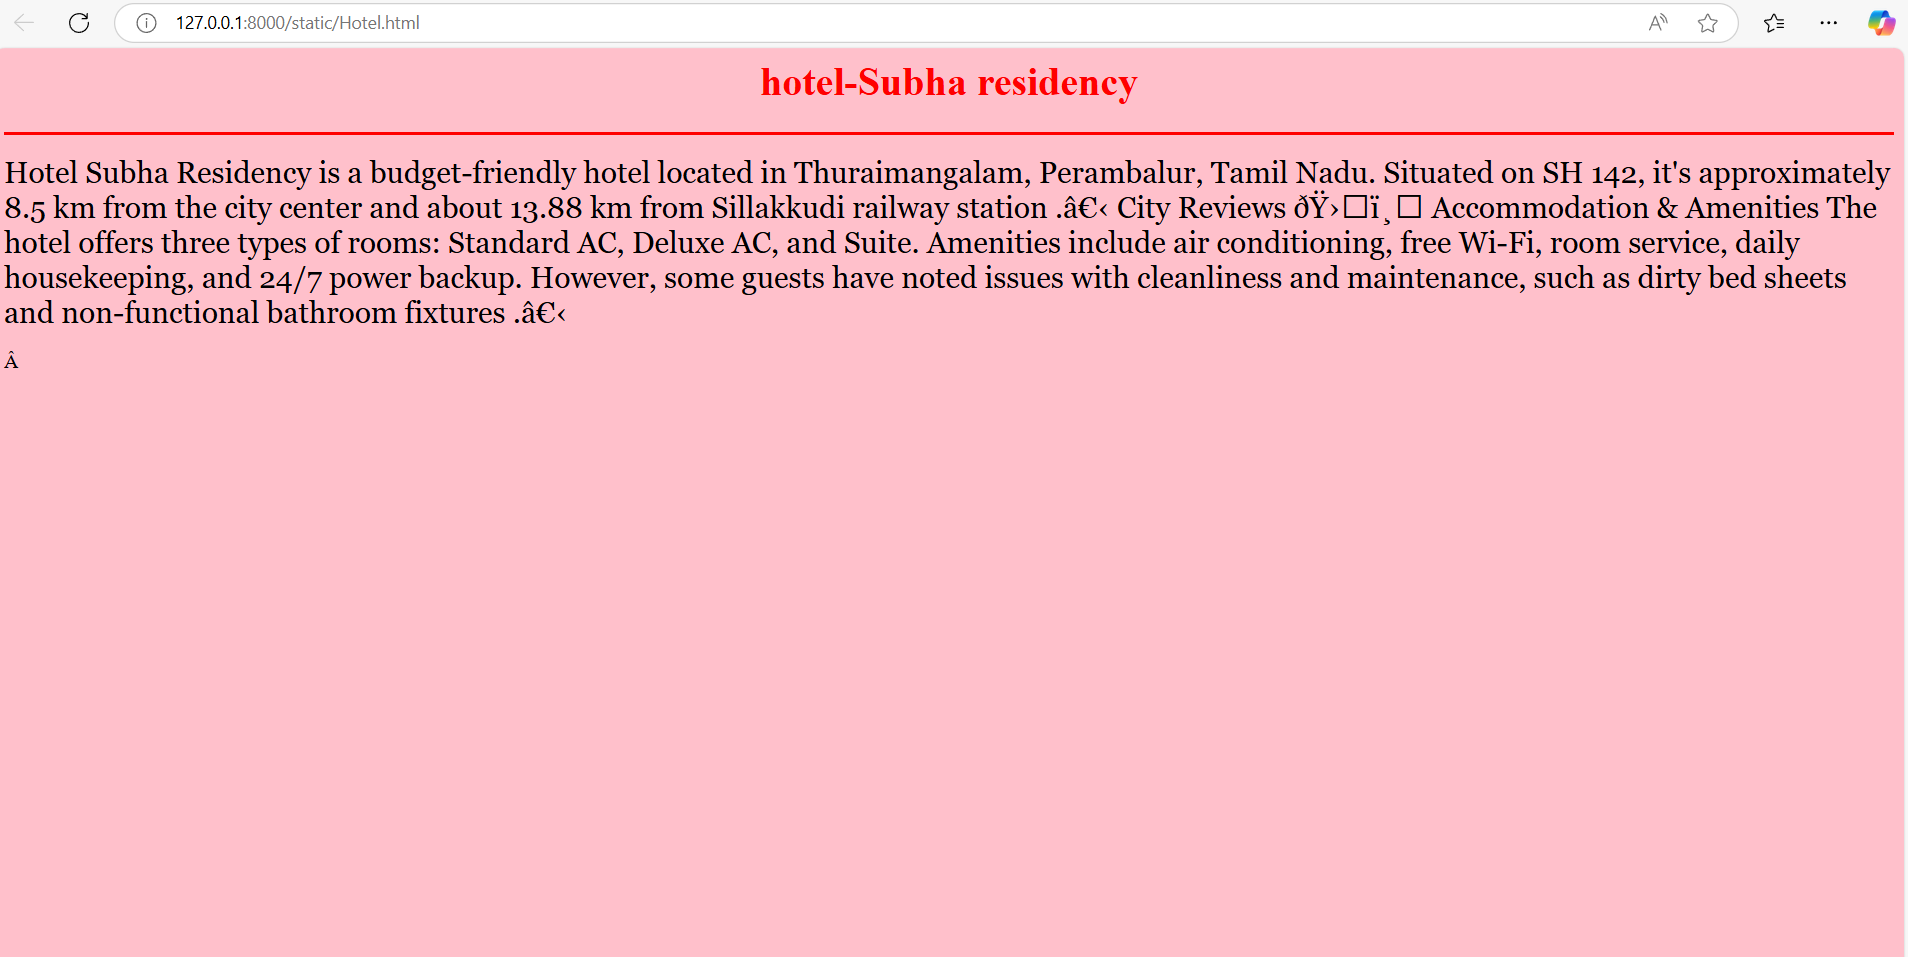 127.0.0.1:8000/static/Hotel.html
hotel-Subha residency
Hotel Subha Residency is a budget-friendly hotel located in Thuraimangalam, Perambalur, Tamil Nadu. Situated on SH 142, it's approximately
8.5 km from the city center and about 13.88 km from Sillakkudi railway station .â€‹ City Reviews ðŸ›□ï¸□ Accommodation & Amenities The
hotel offers three types of rooms: Standard AC, Deluxe AC, and Suite. Amenities include air conditioning, free Wi-Fi, room service, daily
housekeeping, and 24/7 power backup. However, some guests have noted issues with cleanliness and maintenance, such as dirty bed sheets
and non-functional bathroom fixtures .â€‹
Â